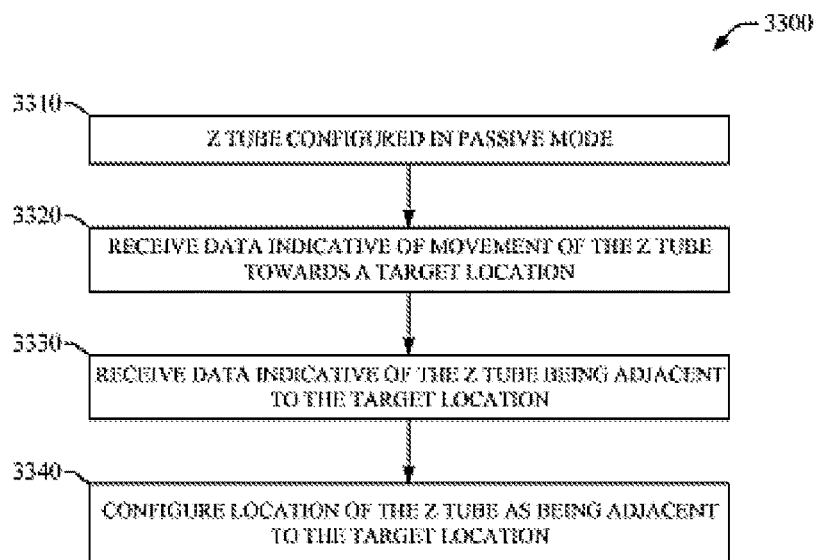 3300
3310
Z TUBE CONFIGURED IN PASSIVE MODE
3320
RECEIVE DATA INDICATIVE OF MOVEMENT OF THE Z TUBE
TOWARDS A TARGET LOCATION
3330
RECEIVE DATA INDICATIVE OF THE Z TUBE BEING ADJACENT
TO THE TARGET LOCATION
3340
CONFIGURE LOCATION OF THE Z TUBE AS BEING ADJACENT
TO THE TARGET LOCATION